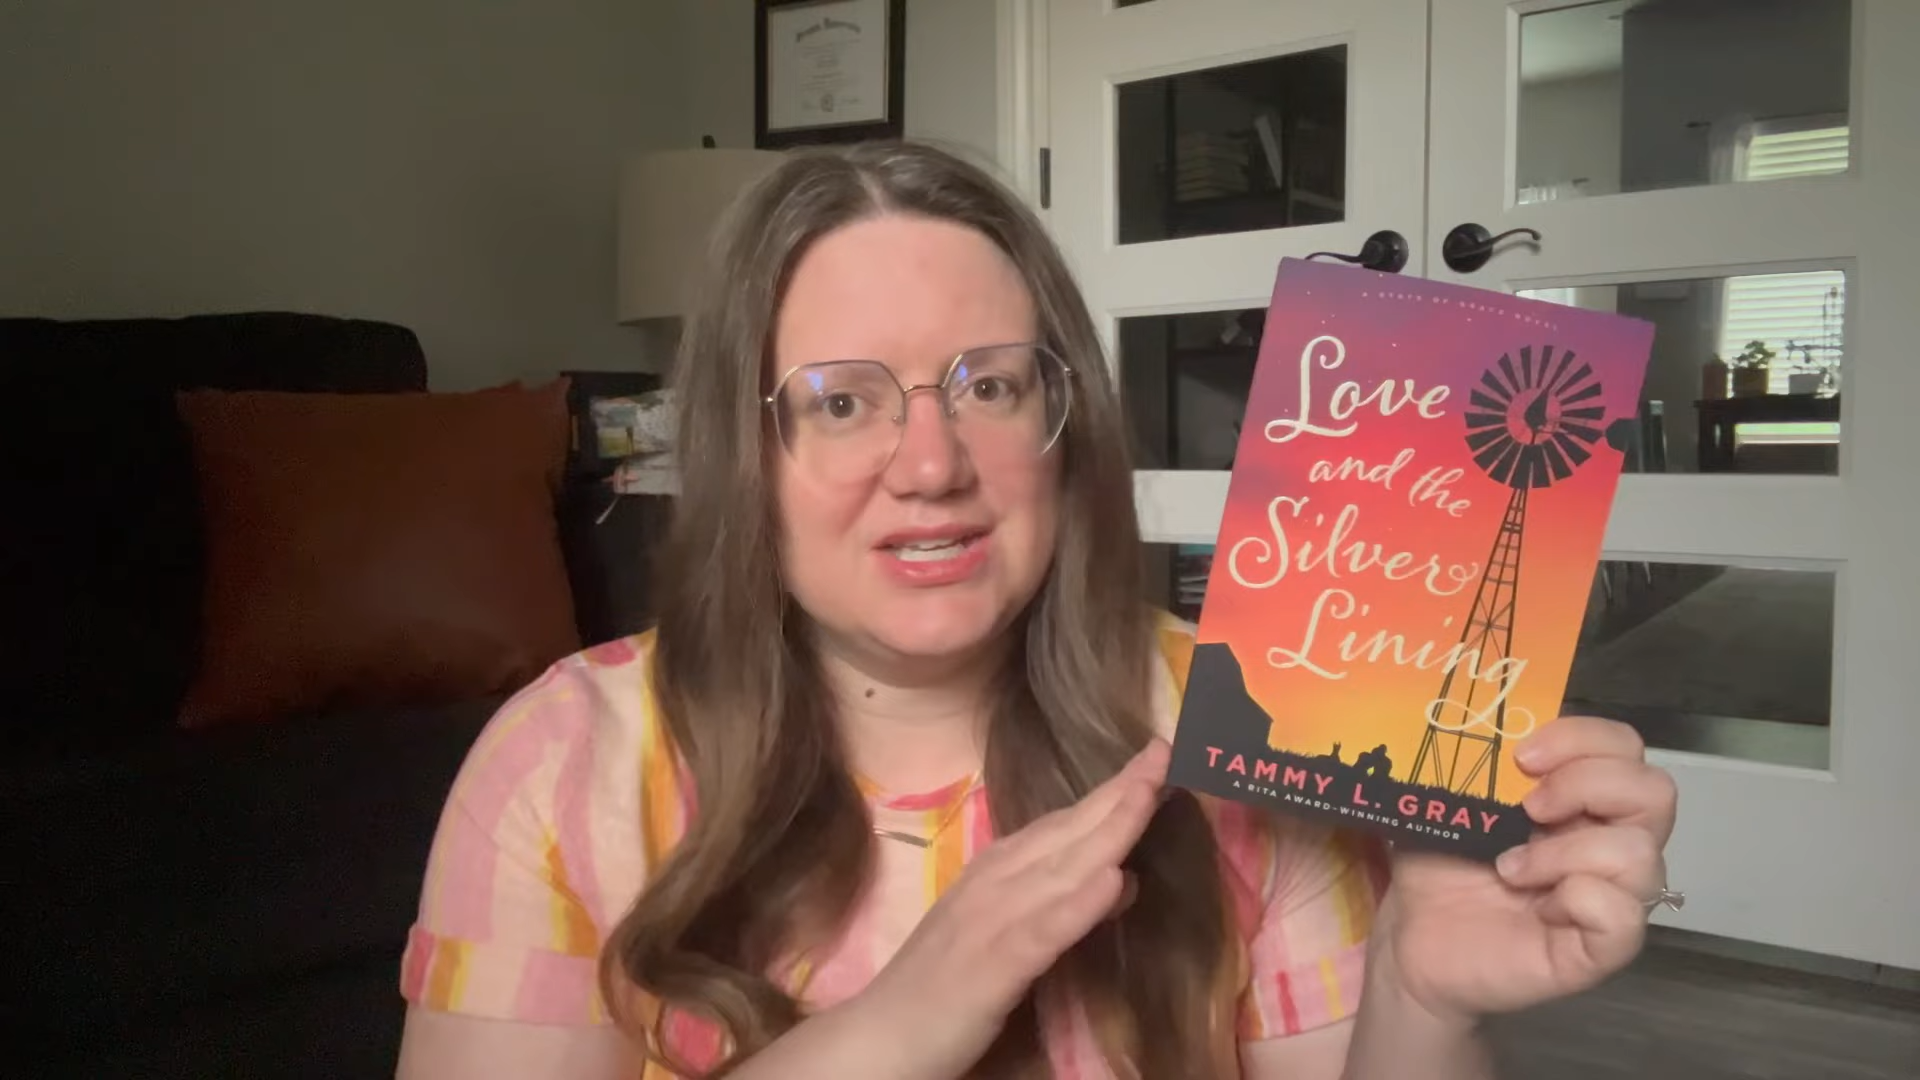 A STATE OF GRACE NOVEL
Love
and the
Silver
Lining
TAMMY L. GRAY
A RITA AWARD-WINNING AUTHOR